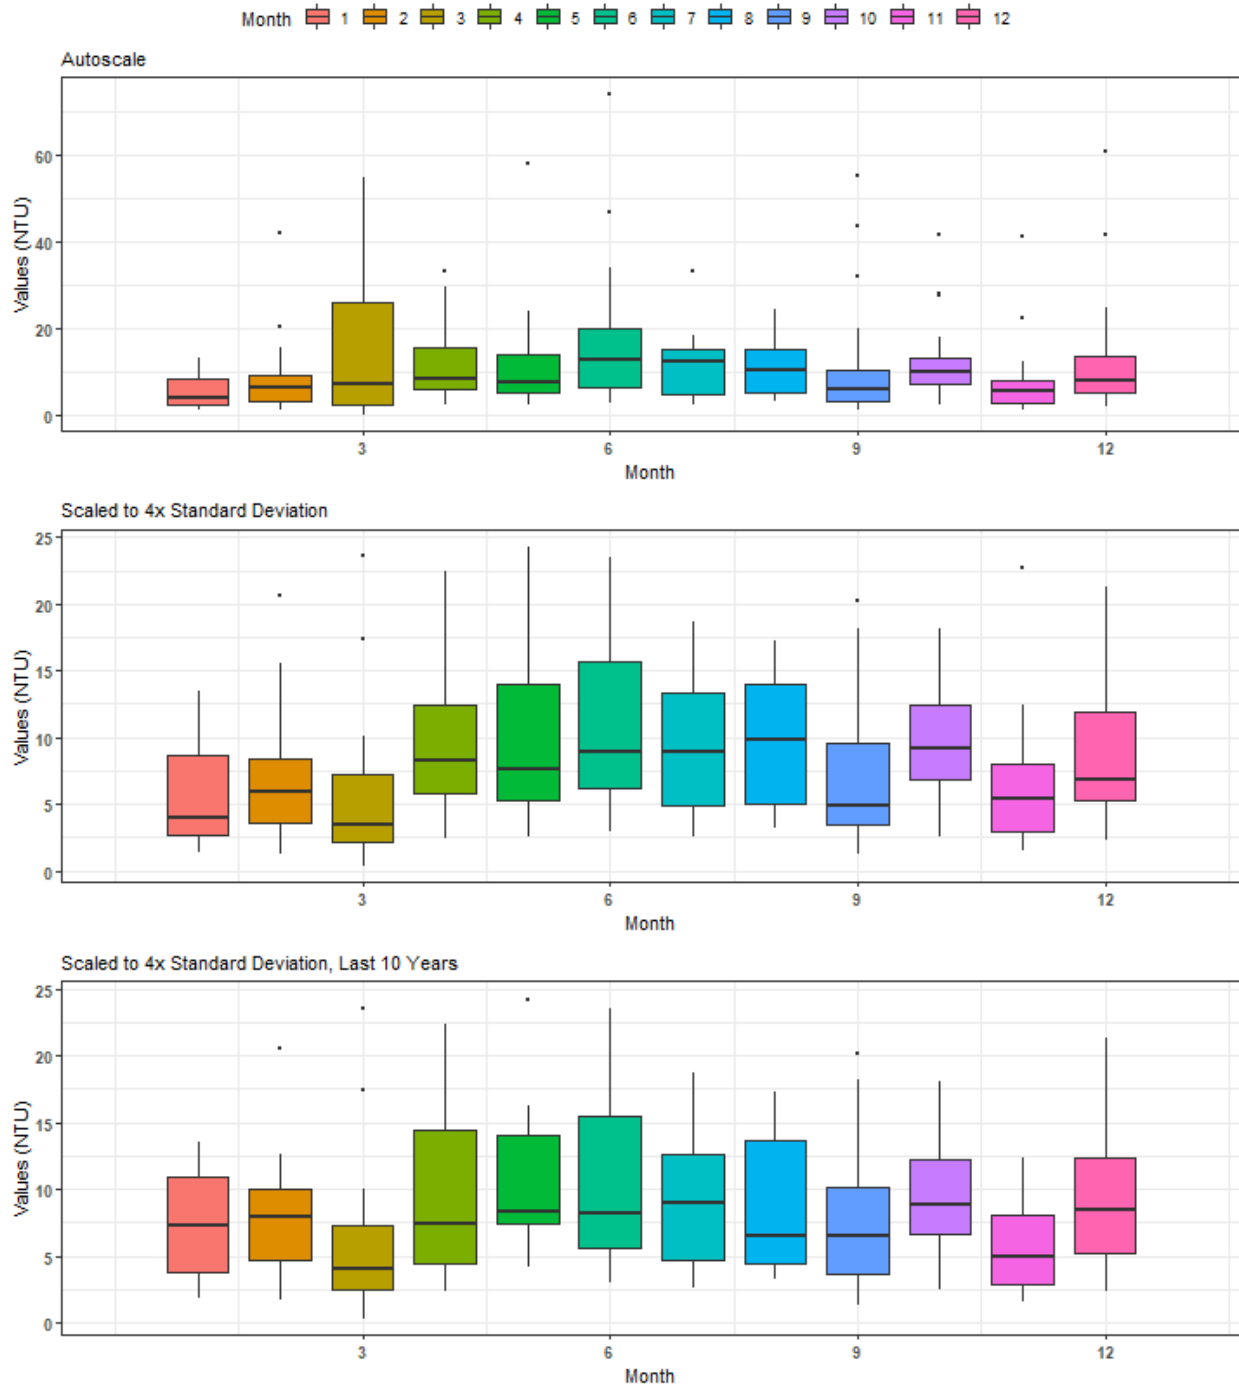 Month 1 2 3 4 5 6 7 8 9 10 11 12
Autoscale
Values (NTU)
60
40
20
0
3 6 9 12
Month
Scaled to 4x Standard Deviation
Values (NTU)
25
20
15
10
5
0
3 6 9 12
Month
Scaled to 4x Standard Deviation, Last 10 Years
Values (NTU)
25
20
15
10
5
0
3 6 9 12
Month